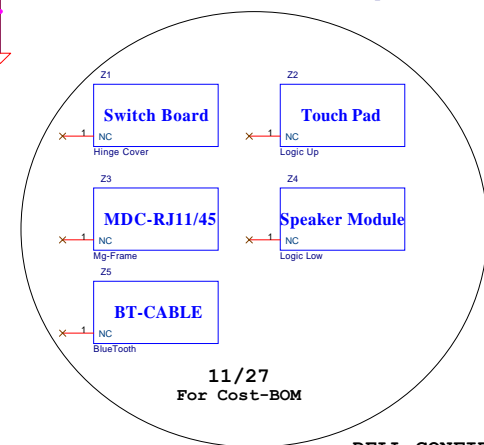 Z1
Switch Board
1
NC
Hinge Cover
Z2
Touch Pad
1
NC
Logic Up
Z3
MDC-RJ11/45
1
NC
Mg-Frame
Z4
Speaker Module
1
NC
Logic Low
Z5
BT-CABLE
1
NC
BlueTooth
11/27
For Cost-BOM